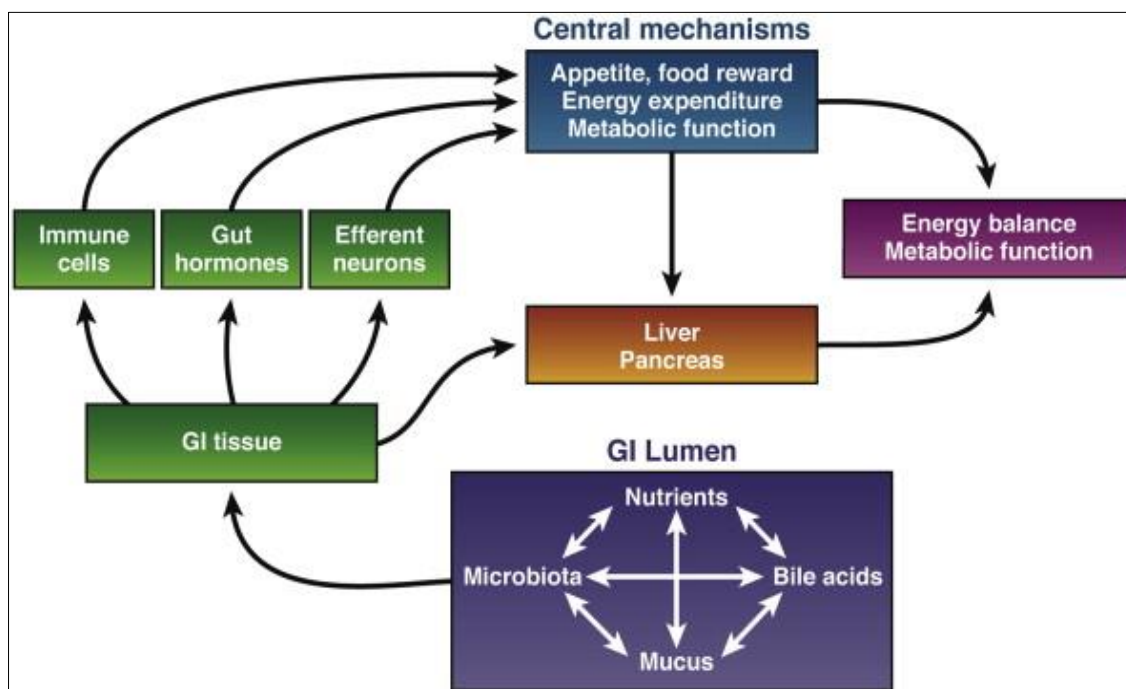 Central mechanisms
Appetite, food reward
Energy expenditure
Metabolic function
Immune
cells
Gut
hormones
Efferent
neurons
Energy balance
Metabolic function
Liver
Pancreas
GI tissue
GI Lumen
Nutrients
Microbiota
Bile acids
Mucus